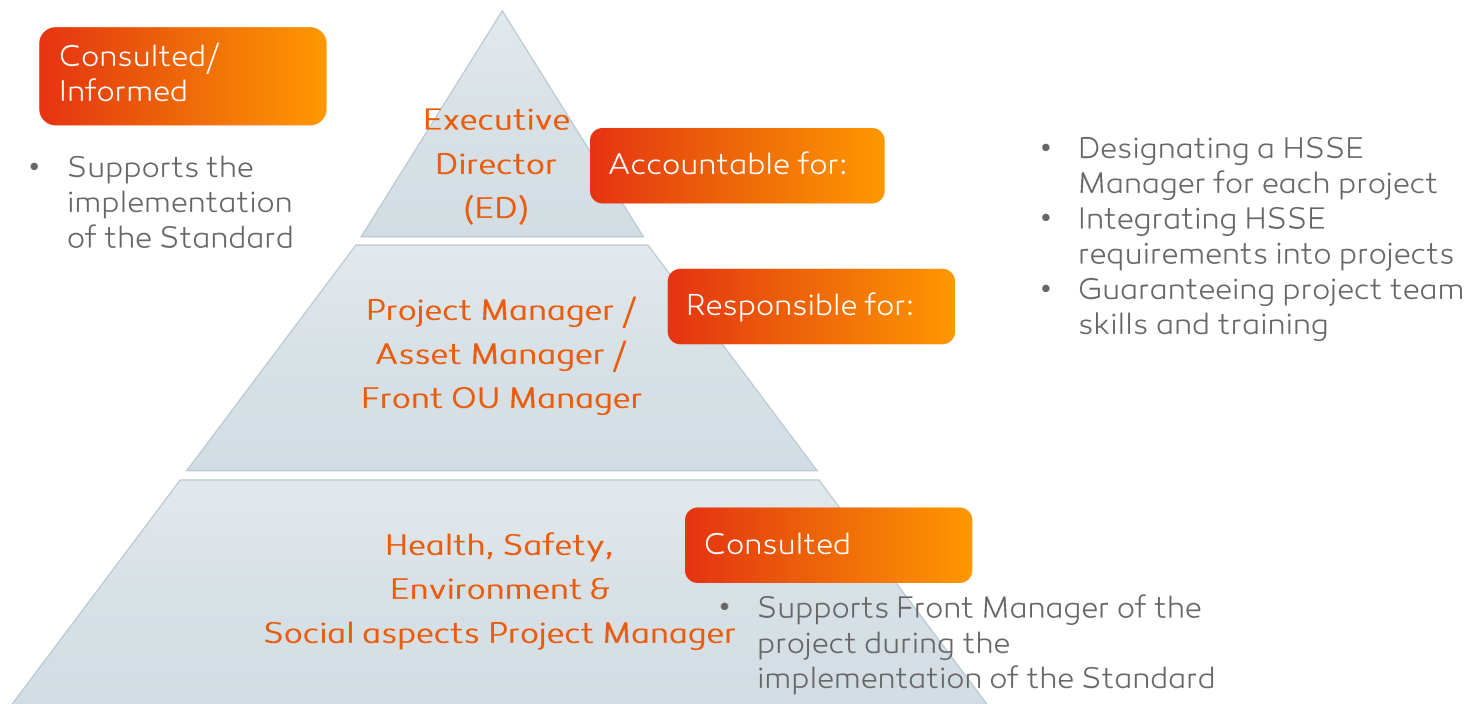 Consulted/
Informed
• Supports the
implementation
of the Standard
Executive
Director
(ED)
Accountable for:
• Designating a HSSE
Manager for each project
• Integrating HSSE
requirements into projects
• Guaranteeing project team
skills and training
Project Manager /
Asset Manager /
Front OU Manager
Responsible for:
Health, Safety,
Environment &
Social aspects Project Manager
Consulted
• Supports Front Manager of the
project during the
implementation of the Standard